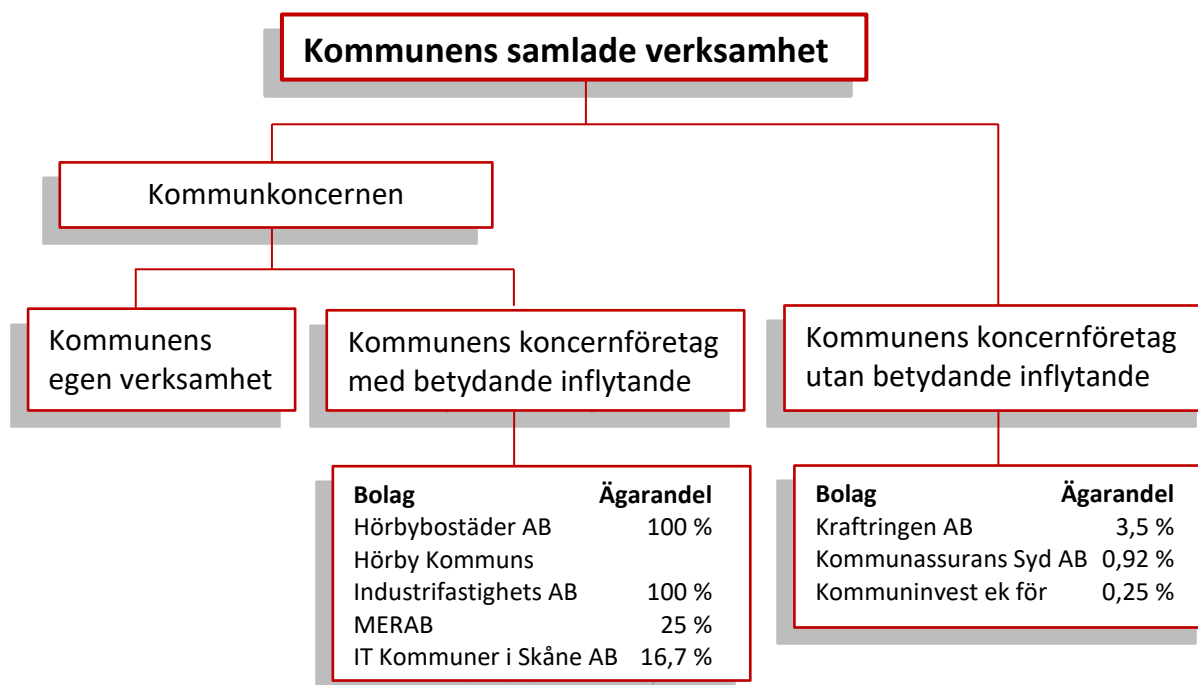 Kommunens samlade verksamhet
Kommunkoncernen
Kommunens
egen verksamhet
Kommunens koncernföretag
med betydande inflytande
Kommunens koncernföretag
utan betydande inflytande
Bolag Ägarandel
Hörbybostäder AB 100 %
Hörby Kommuns
Industrifastighets AB 100 %
MERAB 25 %
IT Kommuner i Skåne AB 16,7 %
Bolag Ägarandel
Kraftringen AB 3,5 %
Kommunassurans Syd AB 0,92 %
Kommuninvest ek för 0,25 %